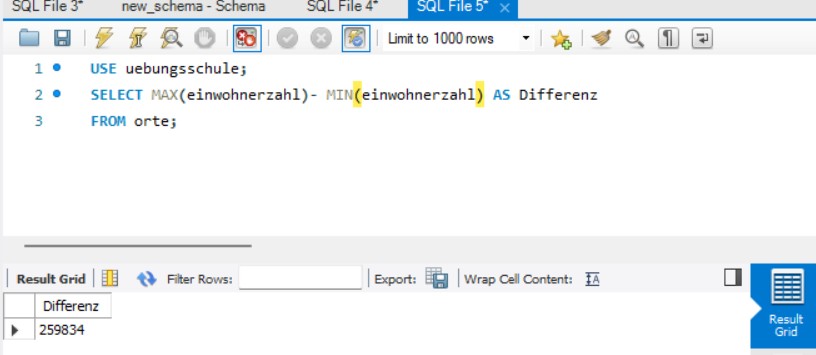 SQL File 3* new_schema - Schema SQL File 4* SQL File 5* ×
Limit to 1000 rows
1 USE uebungsschule;
2 SELECT MAX(einwohnerzahl)- MIN(einwohnerzahl) AS Differenz
3 FROM orte;
Result Grid Filter Rows: Export: Wrap Cell Content: IA
Differenz
259834
Result
Grid